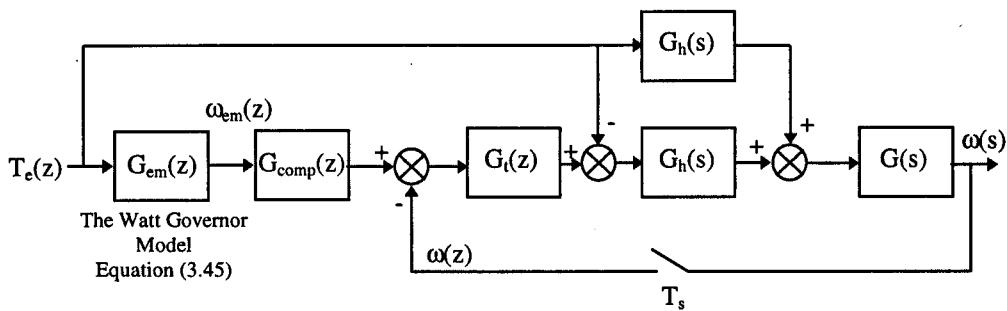 G_h(s)
ω_em(z)
- +
T_e(z) G_em(z) G_comp(z) + G_t(z) + G_h(s) + G(s) ω(s)
-
The Watt Governor
Model
Equation (3.45)
ω(z)
T_s